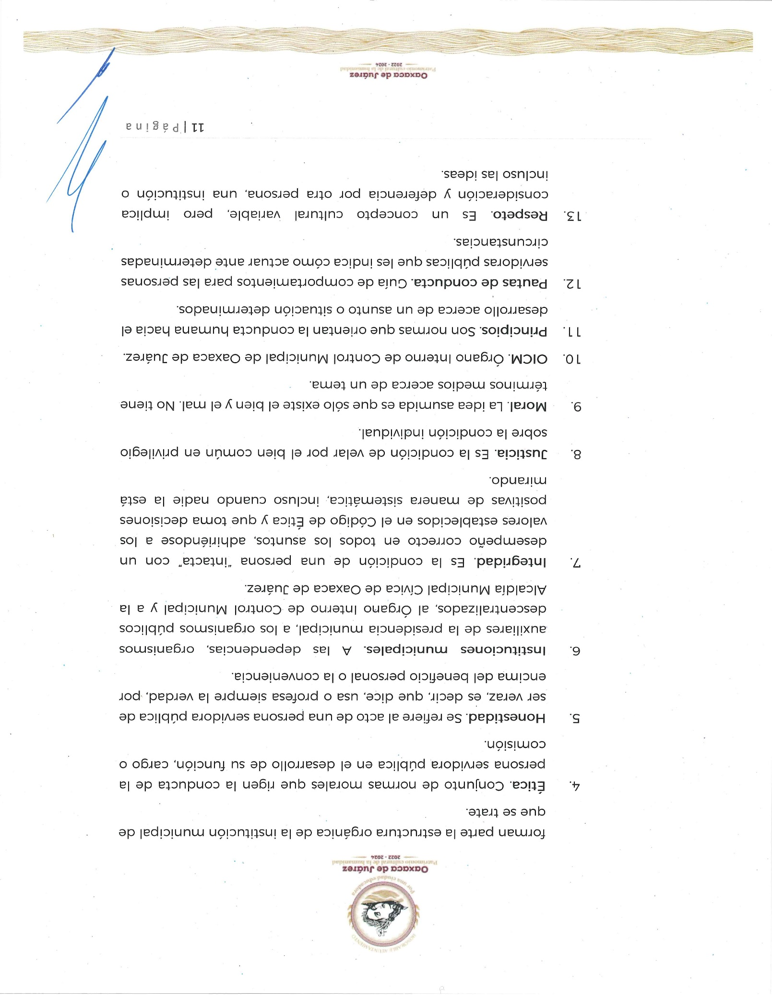 HONORABLE AYUNTAMIENTO
Por una ciudad educadora
Oaxaca de Juárez
Patrimonio cultural de la humanidad
2022 - 2024
forman parte la estructura orgánica de la institución municipal de
que se trate.
4. Ética. Conjunto de normas morales que rigen la conducta de la
persona servidora pública en el desarrollo de su función, cargo o
comisión.
5. Honestidad. Se refiere al acto de una persona servidora pública de
ser veraz, es decir, que dice, usa o profesa siempre la verdad, por
encima del beneficio personal o la conveniencia.
6. Instituciones municipales. A las dependencias, organismos
auxiliares de la presidencia municipal, a los organismos públicos
descentralizados, al Órgano Interno de Control Municipal y a la
Alcaldía Municipal Cívica de Oaxaca de Juárez.
7. Integridad. Es la condición de una persona "intacta" con un
desempeño correcto en todos los asuntos, adhiriéndose a los
valores establecidos en el Código de Ética y que toma decisiones
positivas de manera sistemática, incluso cuando nadie la está
mirando.
8. Justicia. Es la condición de velar por el bien común en privilegio
sobre la condición individual.
9. Moral. La idea asumida es que sólo existe el bien y el mal. No tiene
términos medios acerca de un tema.
10. OICM. Órgano Interno de Control Municipal de Oaxaca de Juárez.
11. Principios. Son normas que orientan la conducta humana hacia el
desarrollo acerca de un asunto o situación determinados.
12. Pautas de conducta. Guía de comportamientos para las personas
servidoras públicas que les indica cómo actuar ante determinadas
circunstancias.
13. Respeto. Es un concepto cultural variable, pero implica
consideración y deferencia por otra persona, una institución o
incluso las ideas.
11 | Página
Oaxaca de Juárez
Patrimonio cultural de la humanidad
2022 - 2024